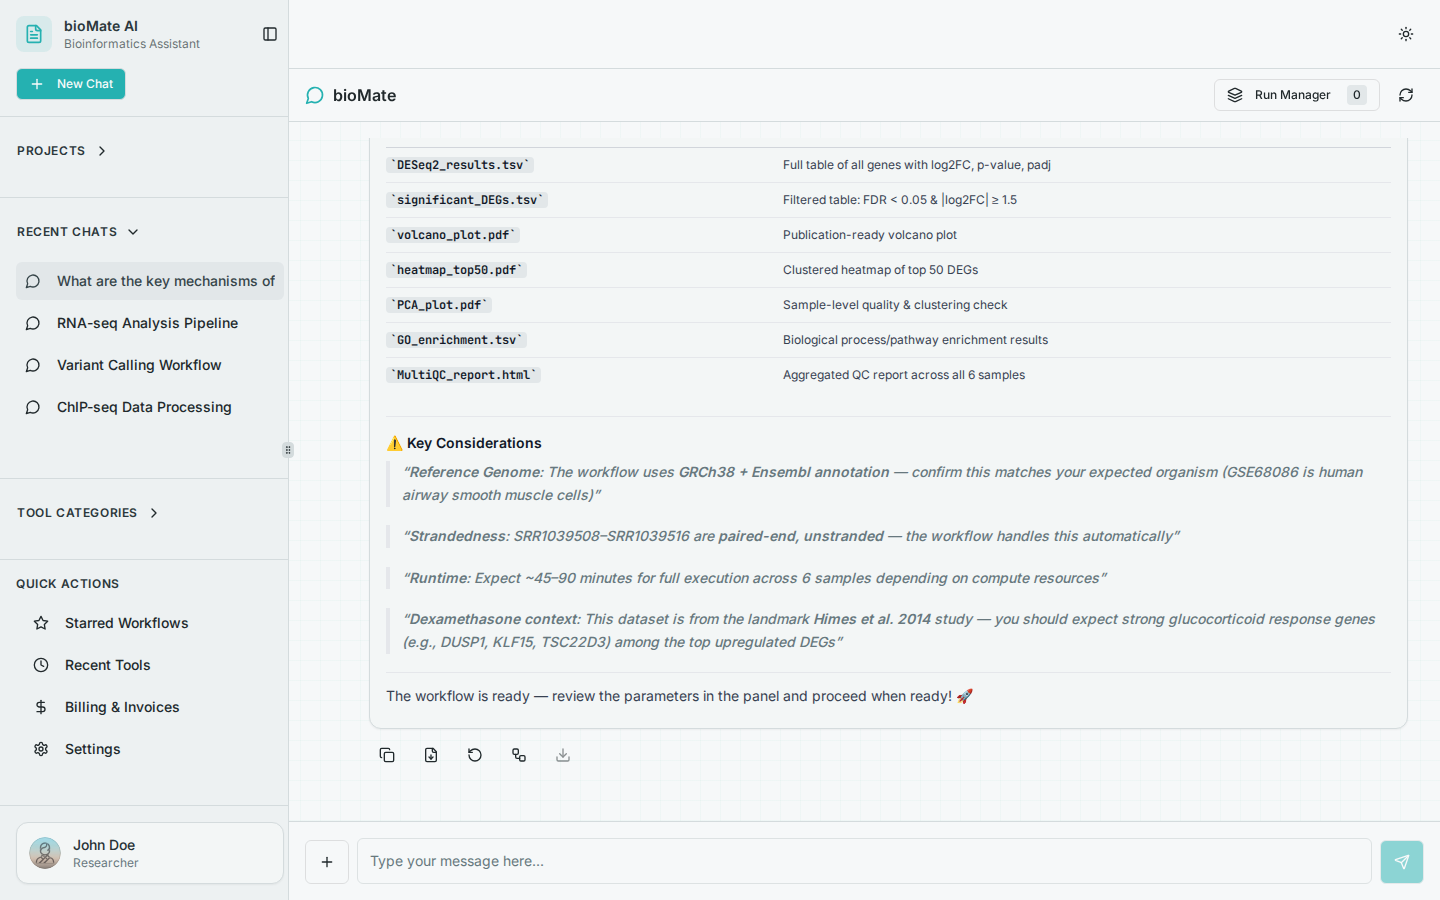 bioMate AI
Bioinformatics Assistant
New Chat
PROJECTS
RECENT CHATS
What are the key mechanisms of
RNA-seq Analysis Pipeline
Variant Calling Workflow
ChIP-seq Data Processing
TOOL CATEGORIES
QUICK ACTIONS
Starred Workflows
Recent Tools
Billing & Invoices
Settings
John Doe
Researcher
bioMate
Run Manager 0
`DESeq2_results.tsv` Full table of all genes with log2FC, p-value, padj
`significant_DEGs.tsv` Filtered table: FDR < 0.05 & |log2FC| ≥ 1.5
`volcano_plot.pdf` Publication-ready volcano plot
`heatmap_top50.pdf` Clustered heatmap of top 50 DEGs
`PCA_plot.pdf` Sample-level quality & clustering check
`GO_enrichment.tsv` Biological process/pathway enrichment results
`MultiQC_report.html` Aggregated QC report across all 6 samples
⚠️ Key Considerations
“Reference Genome: The workflow uses GRCh38 + Ensembl annotation — confirm this matches your expected organism (GSE68086 is human
airway smooth muscle cells)”
“Strandedness: SRR1039508–SRR1039516 are paired-end, unstranded — the workflow handles this automatically”
“Runtime: Expect ~45–90 minutes for full execution across 6 samples depending on compute resources”
“Dexamethasone context: This dataset is from the landmark Himes et al. 2014 study — you should expect strong glucocorticoid response genes
(e.g., DUSP1, KLF15, TSC22D3) among the top upregulated DEGs”
The workflow is ready — review the parameters in the panel and proceed when ready! 🚀
Type your message here...